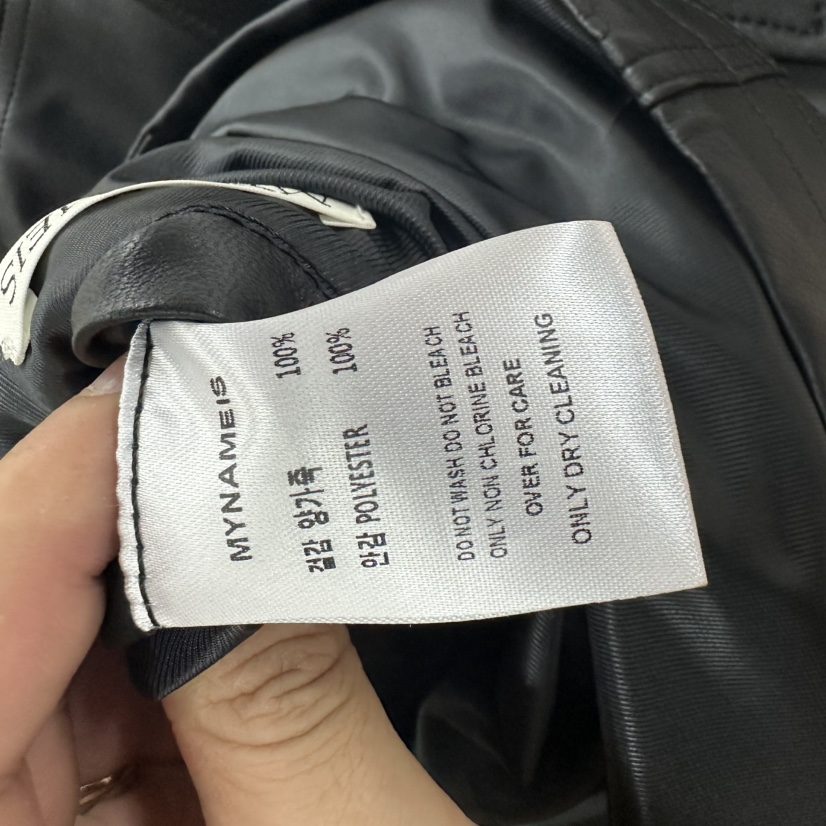 MYNAMEIS
겉감 양가죽 100%
안감 POLYESTER 100%
DO NOT WASH DO NOT BLEACH
ONLY NON CHLORINE BLEACH
OVER FOR CARE
ONLY DRY CLEANING
EIS